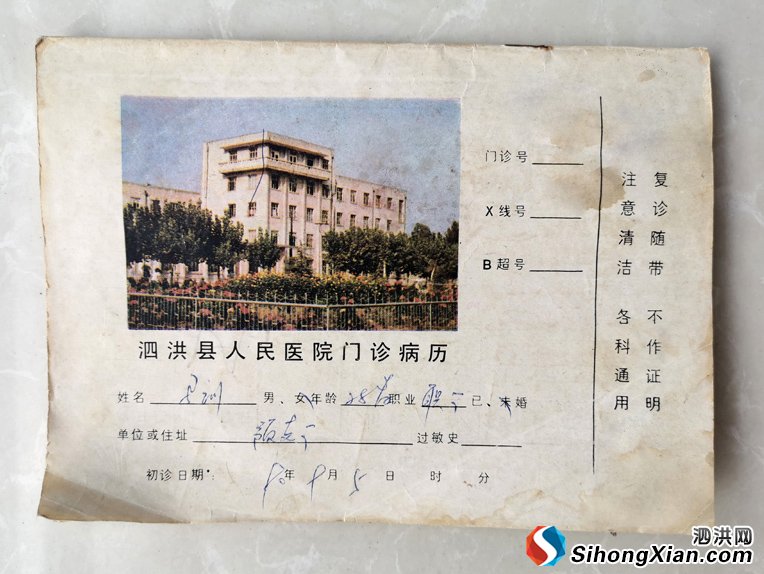 门诊号
X线号
B超号
复诊随带 不作证明
注意清洁 各科通用
泗洪县人民医院门诊病历
姓名 男、女 年龄 职业 职工 已、未婚
单位或住址 过敏史
初诊日期: 年 月 5 日 时 分
泗洪网
SihongXian.com